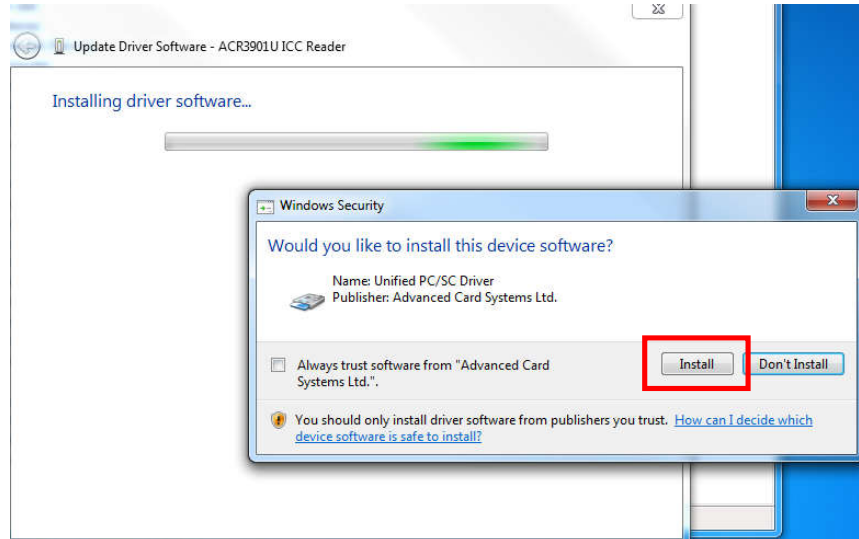 Update Driver Software - ACR3901U ICC Reader
Installing driver software...
Windows Security
Would you like to install this device software?
Name: Unified PC/SC Driver
Publisher: Advanced Card Systems Ltd.
Always trust software from "Advanced Card
Systems Ltd.".
Install
Don't Install
You should only install driver software from publishers you trust. How can I decide which
device software is safe to install?